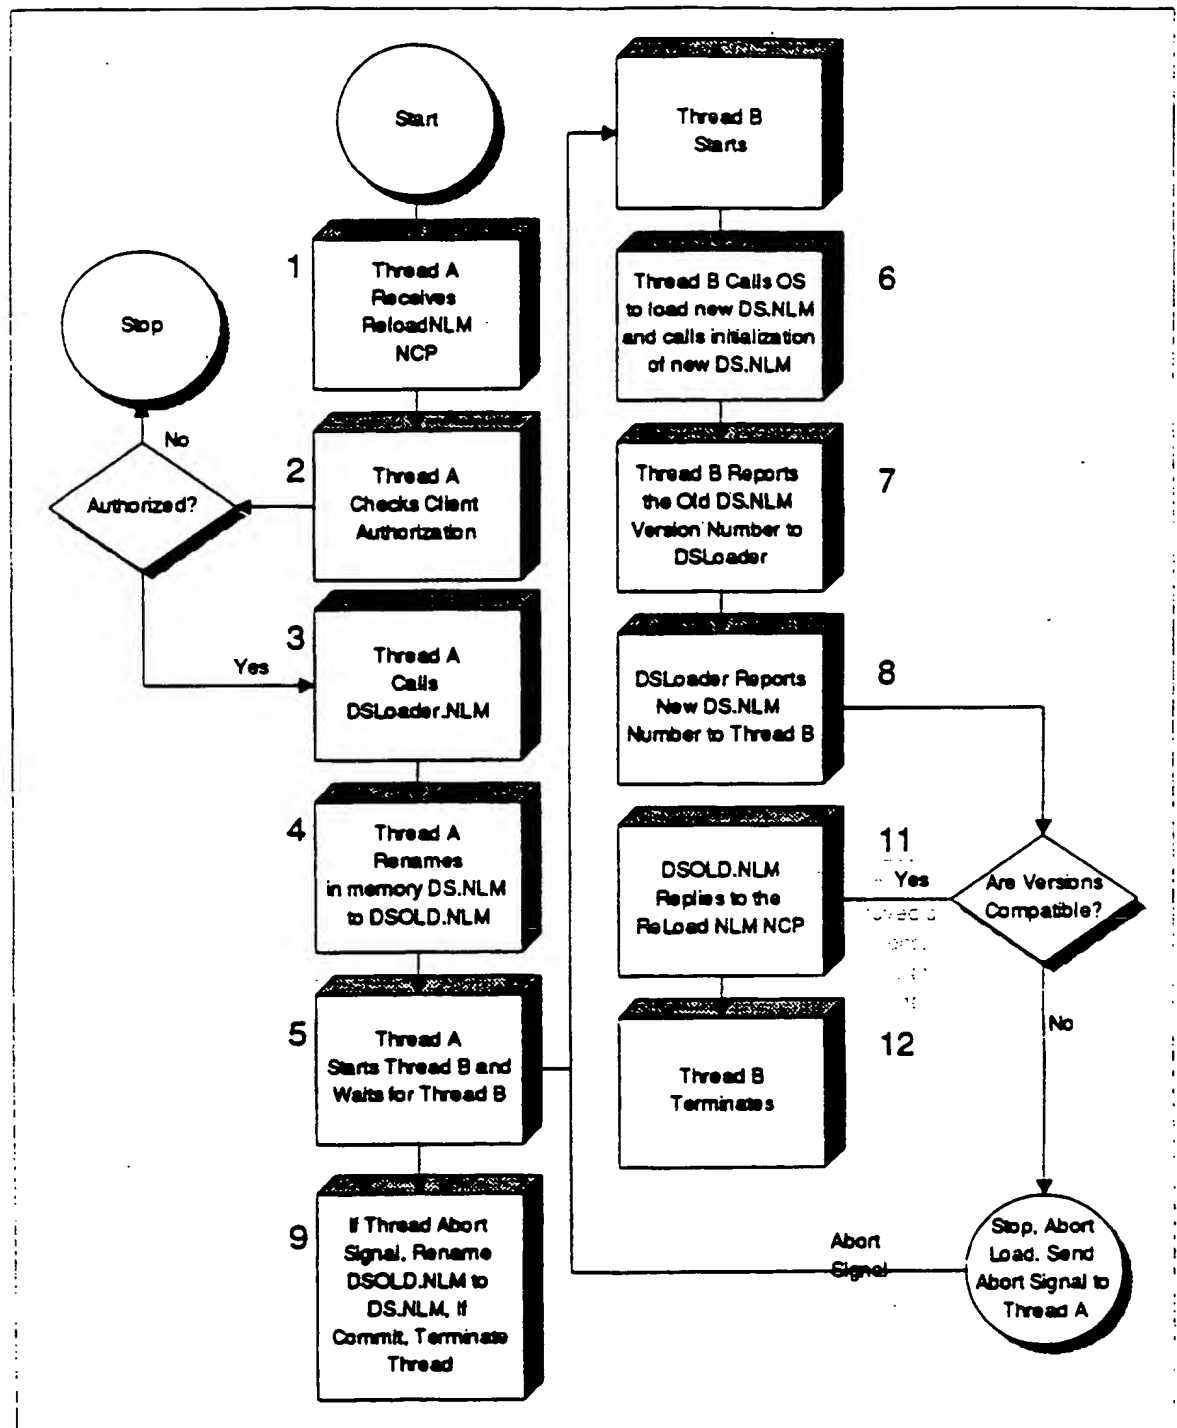 Start
1
Thread A
Receives
ReloadNLM
NCP
Stop
No
Authorized?
2
Thread A
Checks Client
Authorization
Yes
3
Thread A
Calls
DSLoader.NLM
4
Thread A
Renames
in memory DS.NLM
to DSOLD.NLM
5
Thread A
Starts Thread B and
Waits for Thread B
9
If Thread Abort
Signal, Rename
DSOLD.NLM to
DS.NLM, If
Commit, Terminate
Thread
Thread B
Starts
6
Thread B Calls OS
to load new DS.NLM
and calls initialization
of new DS.NLM
7
Thread B Reports
the Old DS.NLM
Version Number to
DSLoader
8
DSLoader Reports
New DS.NLM
Number to Thread B
Are Versions
Compatible?
11
Yes
DSOLD.NLM
Replies to the
ReLoad NLM NCP
12
Thread B
Terminates
No
Stop, Abort
Load. Send
Abort Signal to
Thread A
Abort
Signal